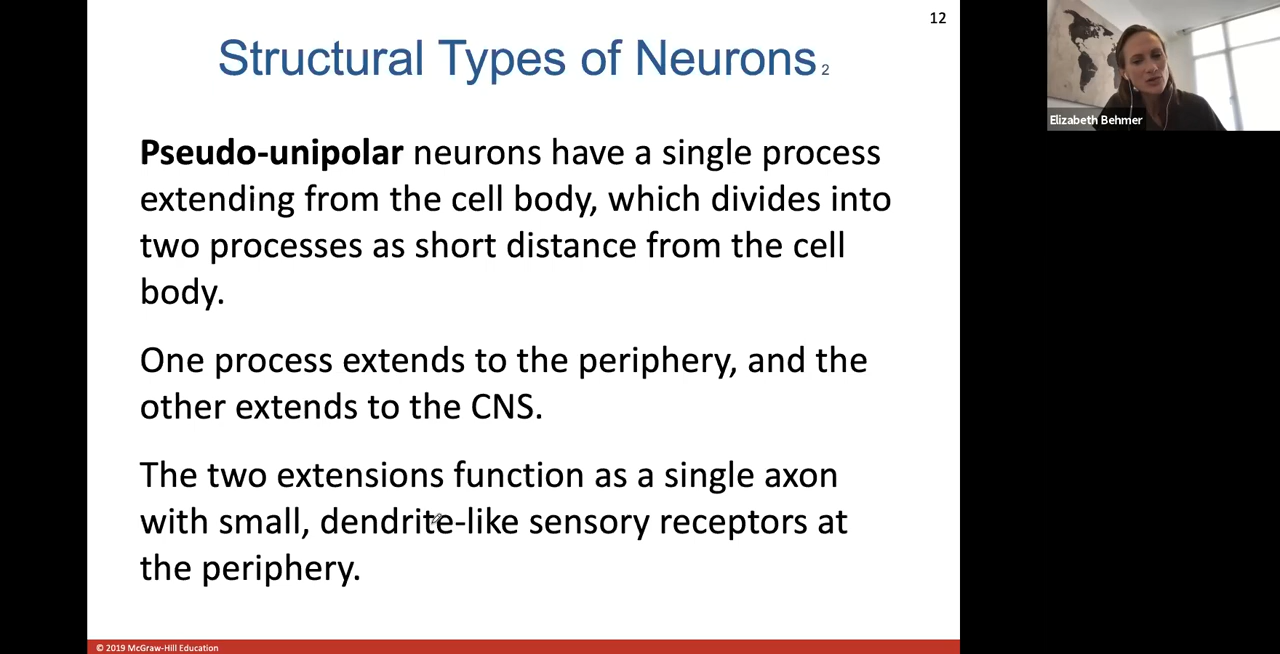 12
Structural Types of Neurons 2
Elizabeth Behmer
Pseudo-unipolar neurons have a single process
extending from the cell body, which divides into
two processes as short distance from the cell
body.
One process extends to the periphery, and the
other extends to the CNS.
The two extensions function as a single axon
with small, dendrite-like sensory receptors at
the periphery.
© 2019 McGraw-Hill Education